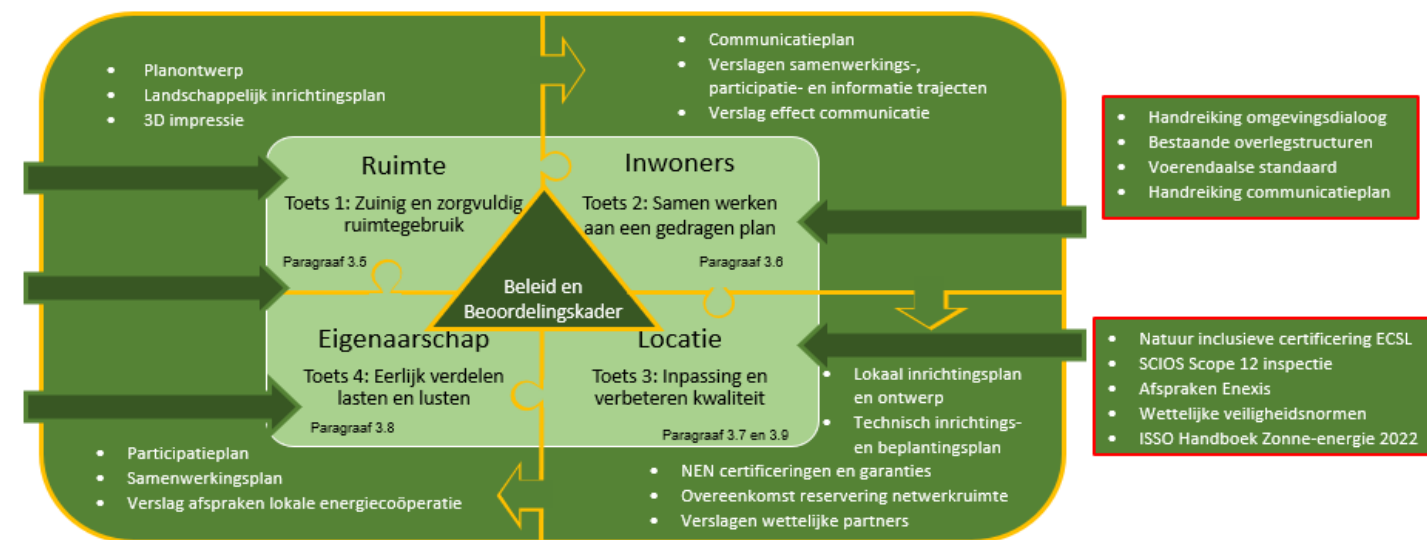 Planontwerp
Landschappelijk inrichtingsplan
3D impressie
Communicatieplan
Verslagen samenwerkings-,
participatie- en informatie trajecten
Verslag effect communicatie
Handreiking omgevingsdialoog
Bestaande overlegstructuren
Voerendaalse standaard
Handreiking communicatieplan
Ruimte
Toets 1: Zuinig en zorgvuldig
ruimtegebruik
Paragraaf 3.5
Inwoners
Toets 2: Samen werken
aan een gedragen plan
Paragraaf 3.6
Beleid en
Beoordelingskader
Eigenaarschap
Toets 4: Eerlijk verdelen
lasten en lusten
Paragraaf 3.8
Locatie
Toets 3: Inpassing en
verbeteren kwaliteit
Paragraaf 3.7 en 3.9
Natuur inclusieve certificering ECSL
SCIOS Scope 12 inspectie
Afspraken Enexis
Wettelijke veiligheidsnormen
ISSO Handboek Zonne-energie 2022
Lokaal inrichtingsplan
en ontwerp
Technisch inrichtings-
en beplantingsplan
NEN certificeringen en garanties
Overeenkomst reservering netwerkruimte
Verslagen wettelijke partners
Participatieplan
Samenwerkingsplan
Verslag afspraken lokale energiecoöperatie